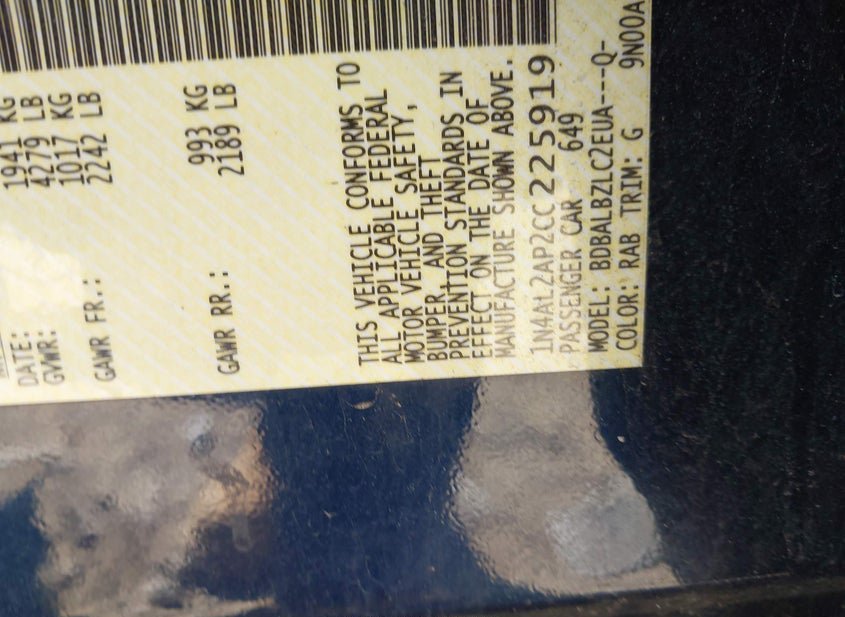 DATE:
GVWR: 1941 KG
4279 LB
GAWR FR.: 1017 KG
2242 LB
GAWR RR.: 993 KG
2189 LB
THIS VEHICLE CONFORMS TO
ALL APPLICABLE FEDERAL
MOTOR VEHICLE SAFETY,
BUMPER, AND THEFT
PREVENTION STANDARDS IN
EFFECT ON THE DATE OF
MANUFACTURE SHOWN ABOVE.
1N4AL2AP2CC225919
PASSENGER CAR 649
MODEL: BDBALBZLC2EUA---Q-
COLOR: RAB TRIM: G 9N00A